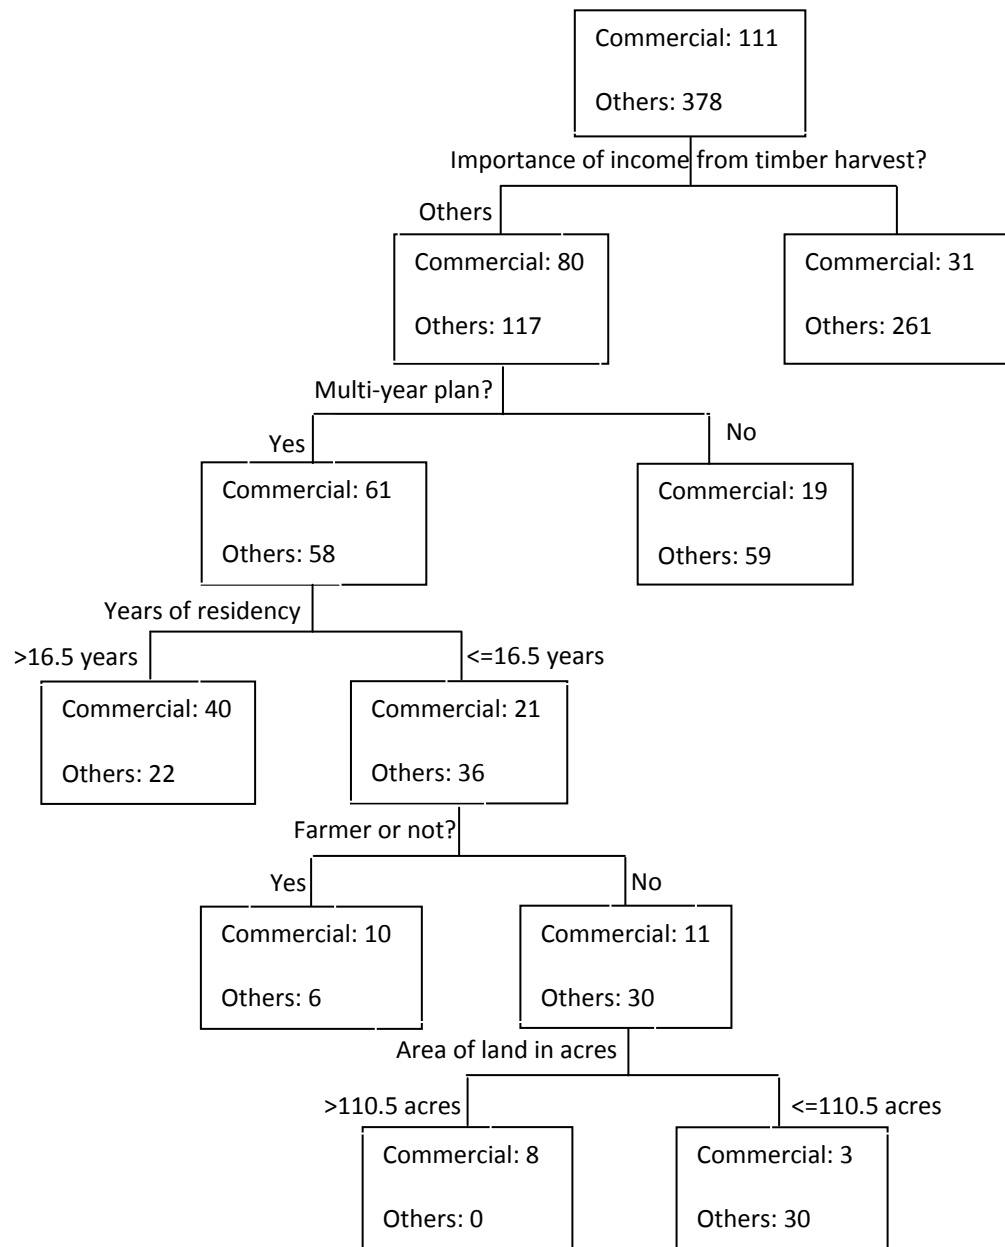 Commercial: 111
Others: 378
Importance of income from timber harvest?
Others
Commercial: 80
Others: 117
Commercial: 31
Others: 261
Multi-year plan?
Yes
No
Commercial: 61
Others: 58
Commercial: 19
Others: 59
Years of residency
>16.5 years
<=16.5 years
Commercial: 40
Others: 22
Commercial: 21
Others: 36
Farmer or not?
Yes
No
Commercial: 10
Others: 6
Commercial: 11
Others: 30
Area of land in acres
>110.5 acres
<=110.5 acres
Commercial: 8
Others: 0
Commercial: 3
Others: 30